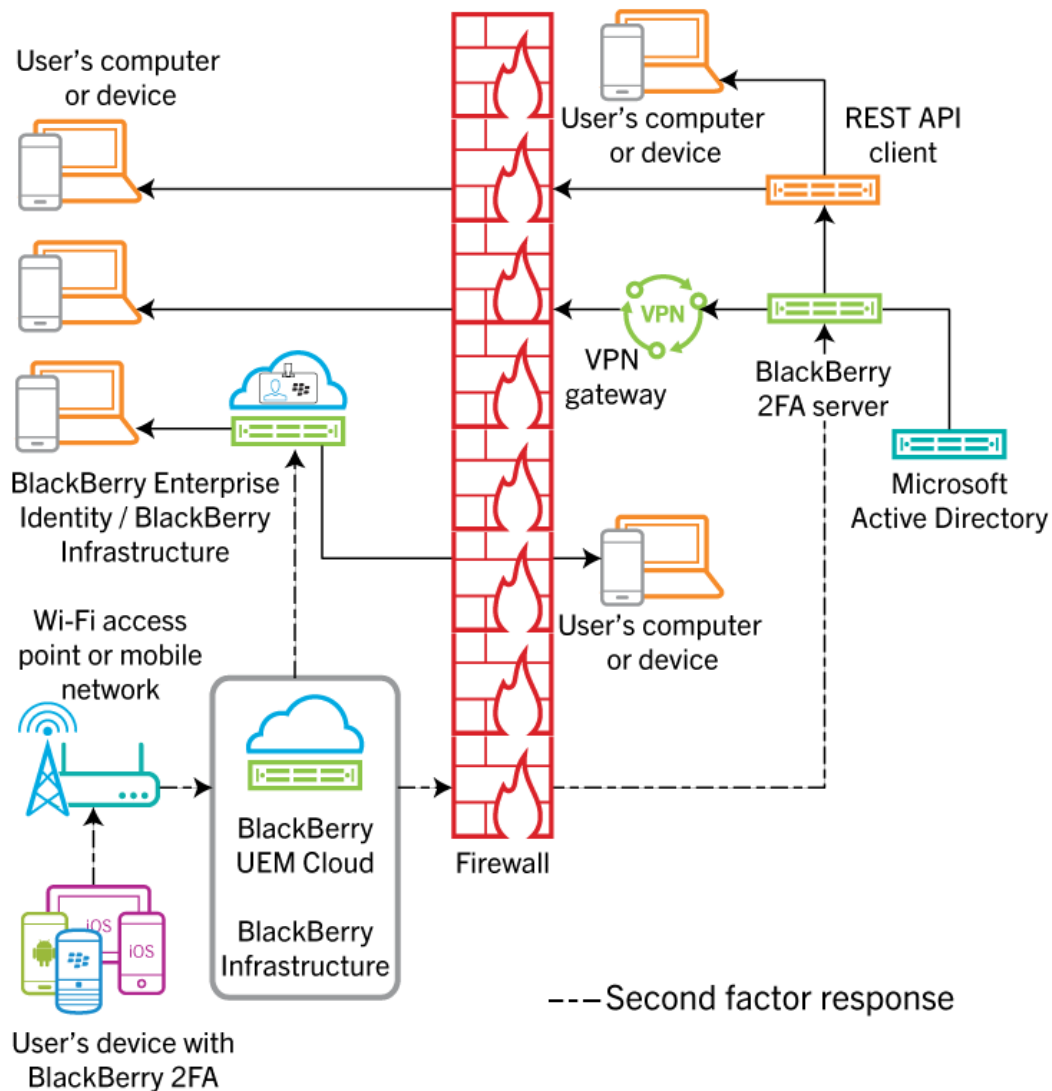 User's computer
or device
User's computer
or device
REST API
client
VPN
VPN
gateway
BlackBerry
2FA server
BlackBerry Enterprise
Identity / BlackBerry
Infrastructure
Microsoft
Active Directory
User's computer
or device
Wi-Fi access
point or mobile
network
BlackBerry
UEM Cloud
Firewall
iOS
iOS
BlackBerry
Infrastructure
Second factor response
User's device with
BlackBerry 2FA